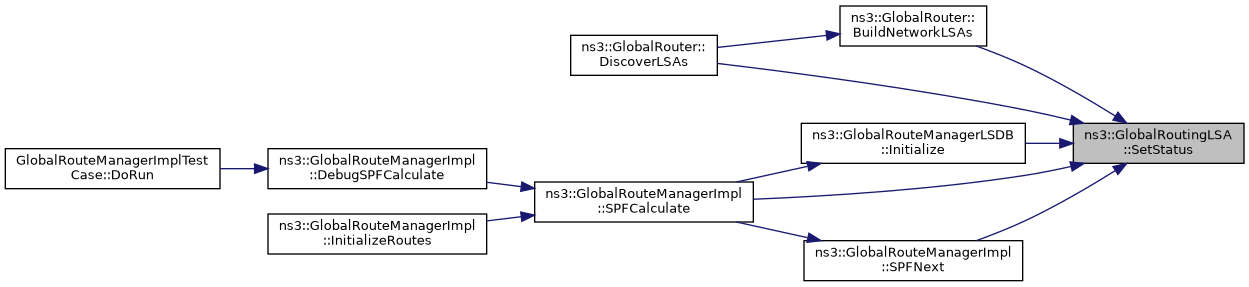 ns3::GlobalRouter::
BuildNetworkLSAs
ns3::GlobalRouter::
DiscoverLSAs
ns3::GlobalRoutingLSA
::SetStatus
ns3::GlobalRouteManagerLSDB
::Initialize
GlobalRouteManagerImplTest
Case::DoRun
ns3::GlobalRouteManagerImpl
::DebugSPFCalculate
ns3::GlobalRouteManagerImpl
::SPFCalculate
ns3::GlobalRouteManagerImpl
::InitializeRoutes
ns3::GlobalRouteManagerImpl
::SPFNext